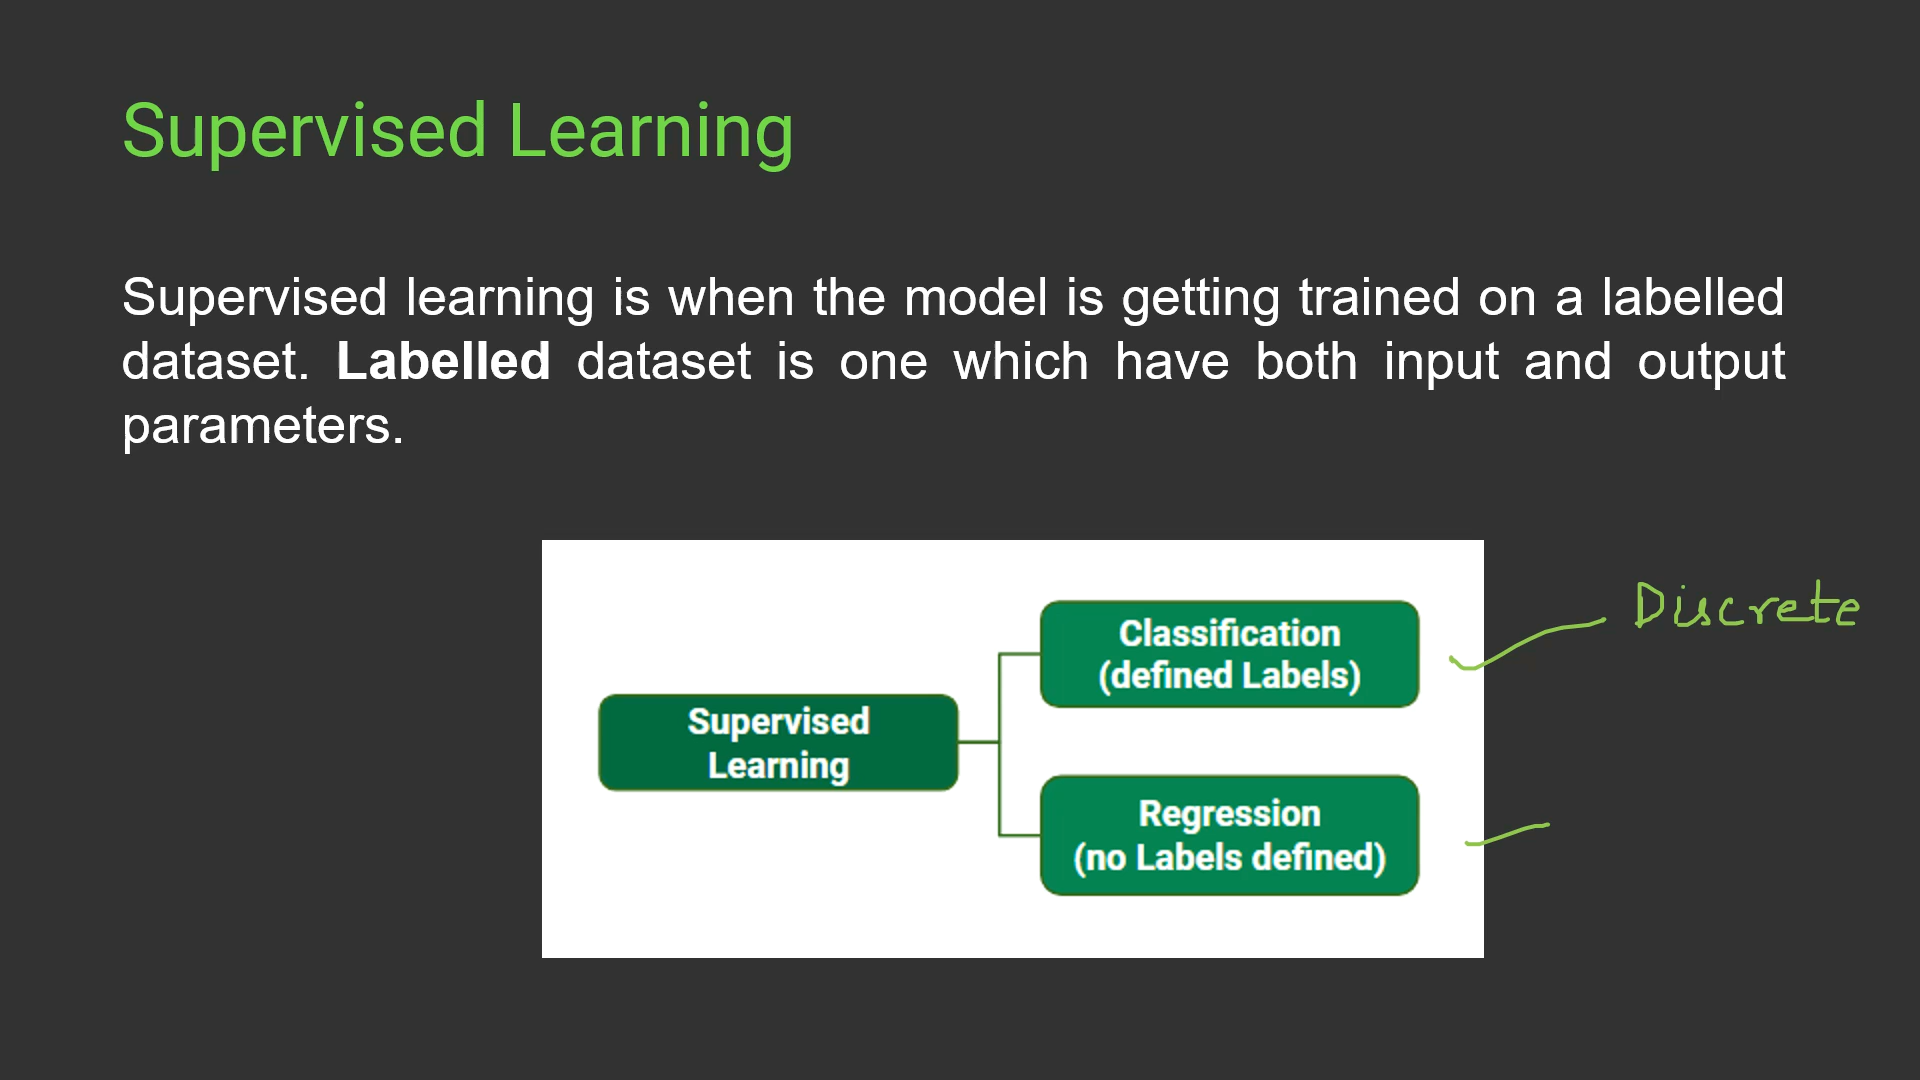 Supervised Learning
Supervised learning is when the model is getting trained on a labelled
dataset. Labelled dataset is one which have both input and output
parameters.
Supervised
Learning
Classification
(defined Labels)
Discrete
Regression
(no Labels defined)